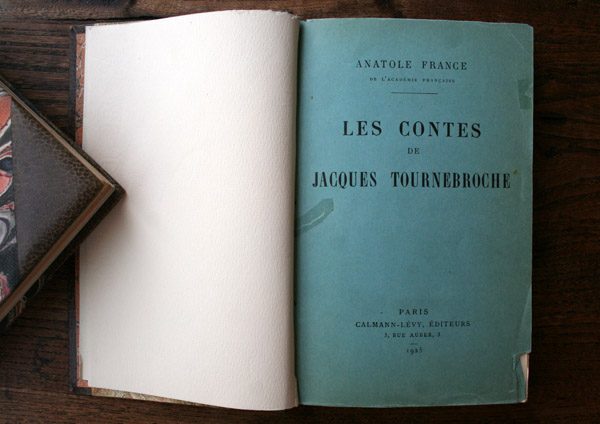 ANATOLE FRANCE
DE L'ACADÉMIE FRANÇAISE
LES CONTES
DE
JACQUES TOURNEBROCHE
PARIS
CALMANN-LÉVY, ÉDITEURS
3, RUE AUBER, 3